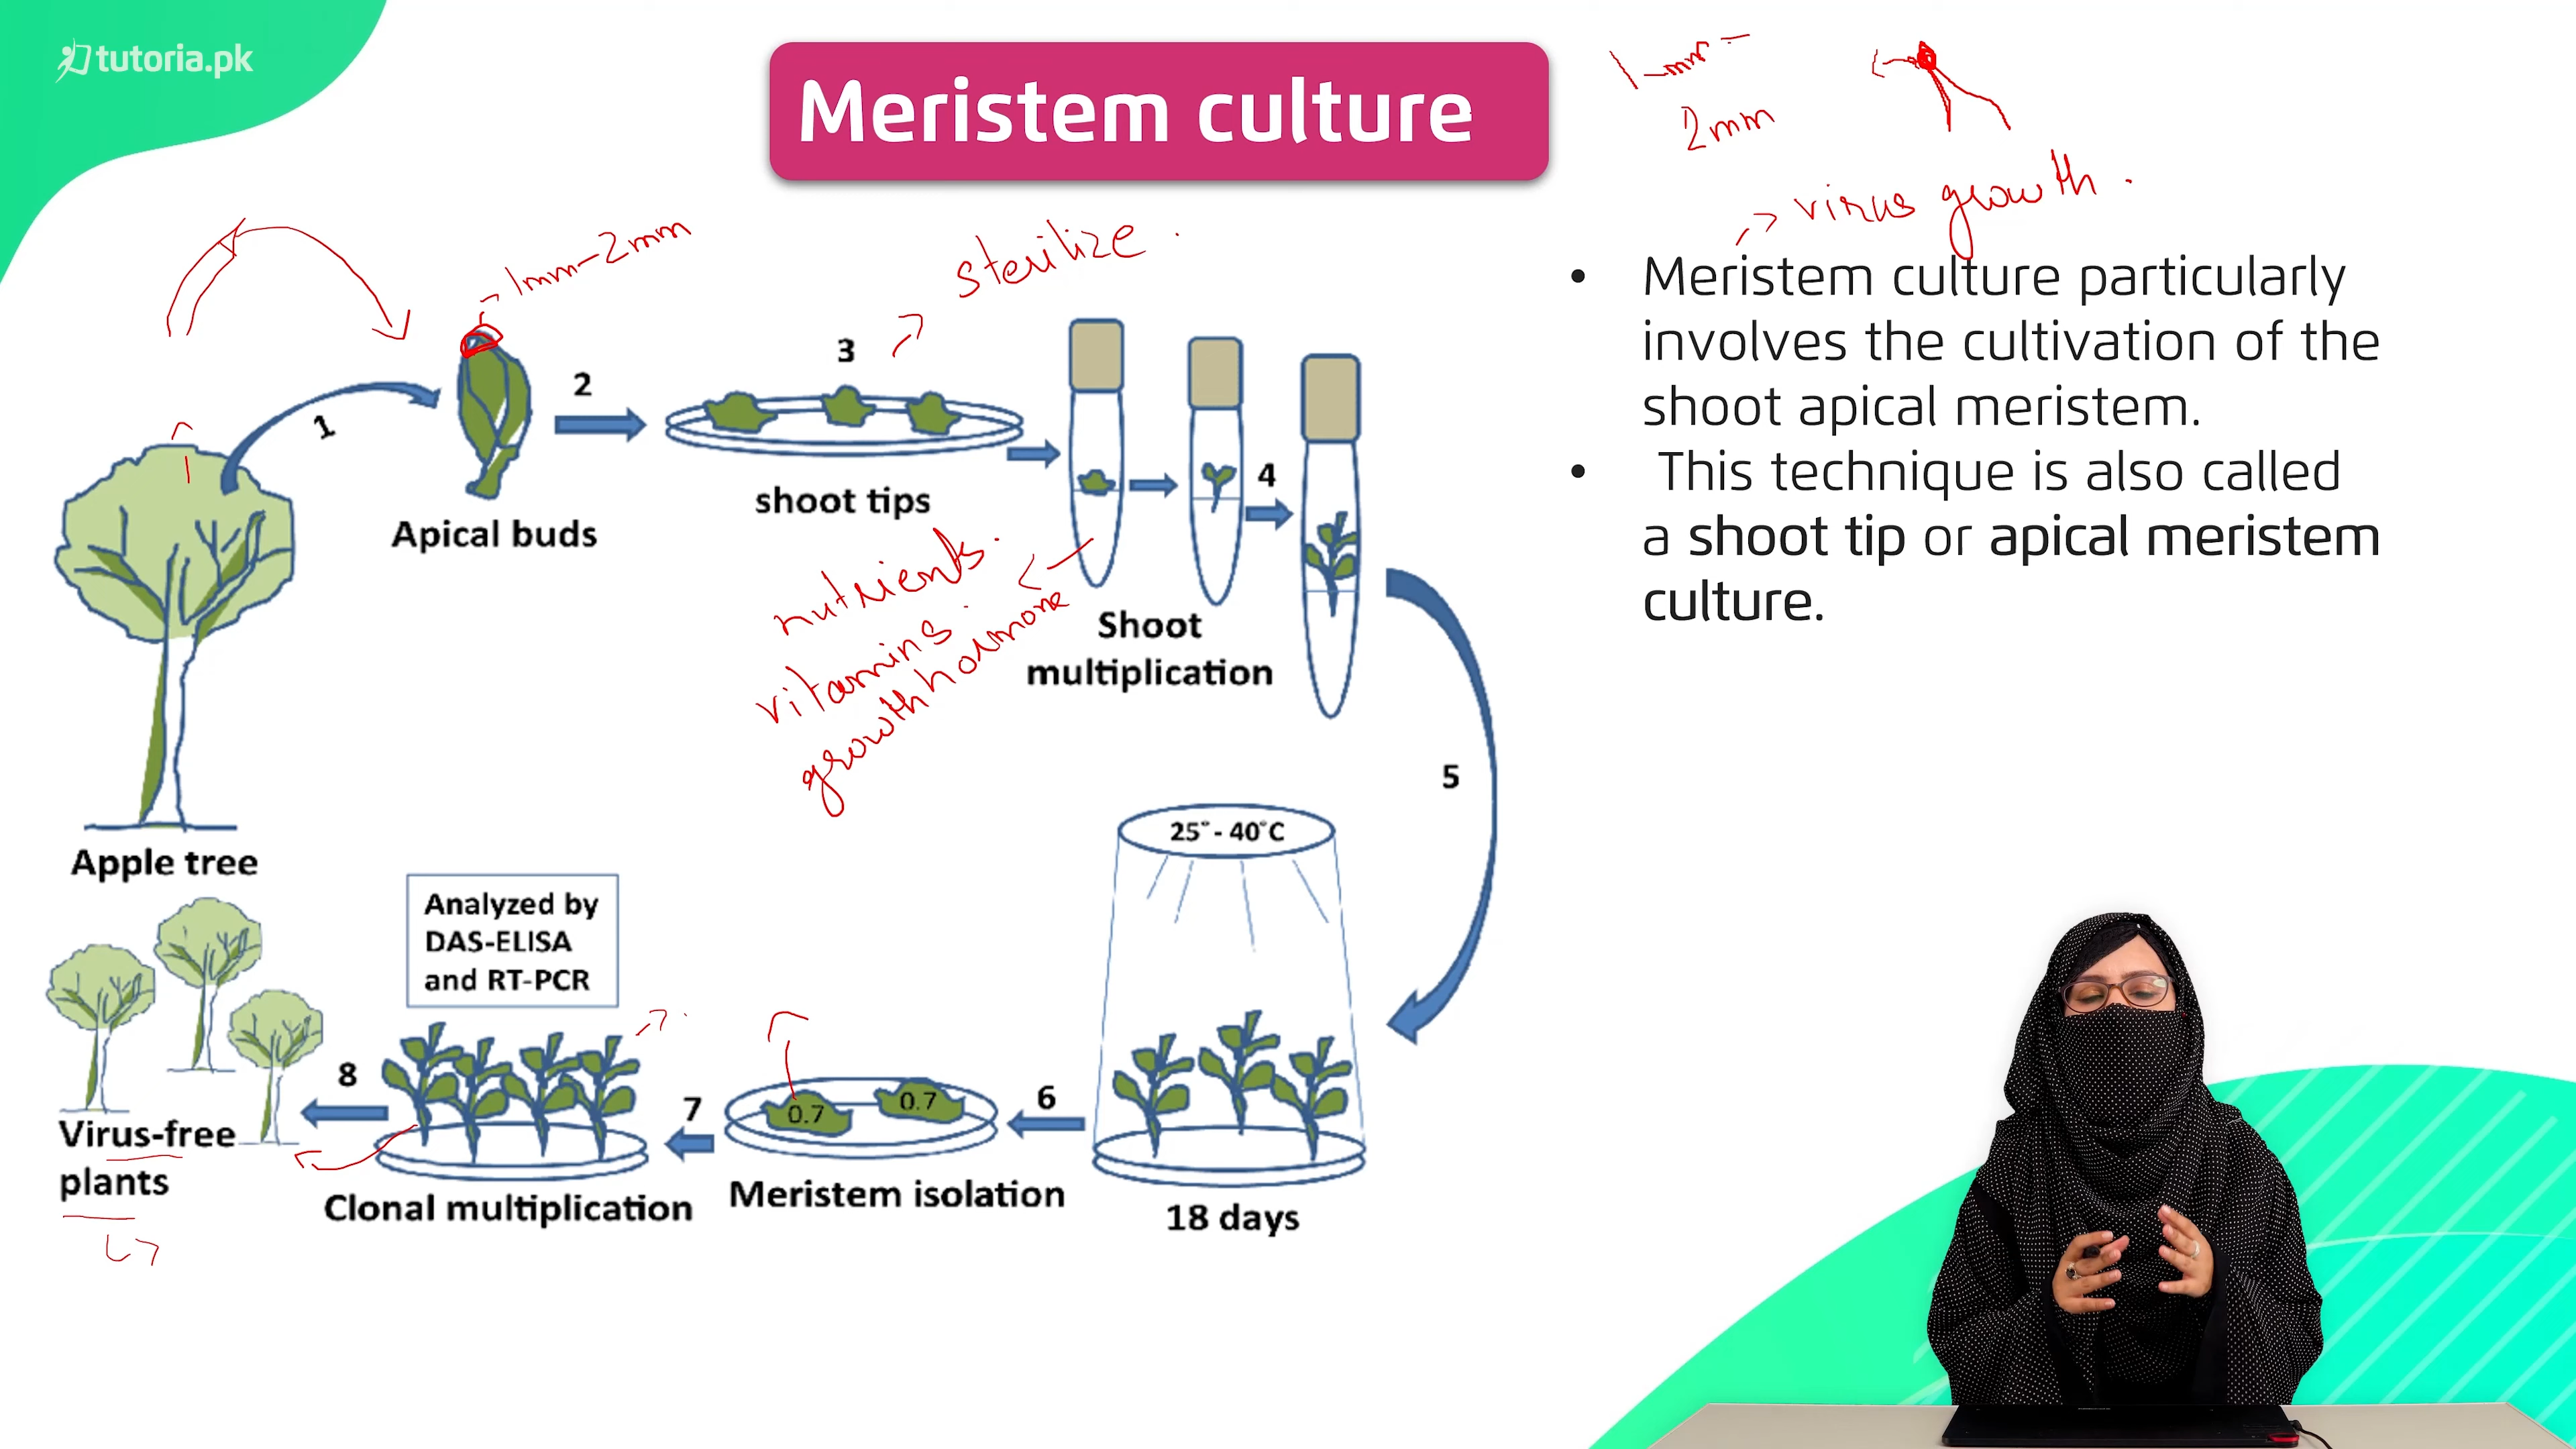 tutoria.pk
Meristem culture
1mm-
2mm
virus growth.
• Meristem culture particularly
involves the cultivation of the
shoot apical meristem.
• This technique is also called
a shoot tip or apical meristem
culture.
1mm-2mm
sterilize.
1
2
3
4
Apical buds
shoot tips
nutrients.
vitamins
growth hormone
Shoot
multiplication
Apple tree
5
25° - 40°C
18 days
6
0.7
0.7
Meristem isolation
7
Analyzed by
DAS-ELISA
and RT-PCR
Clonal multiplication
8
Virus-free
plants